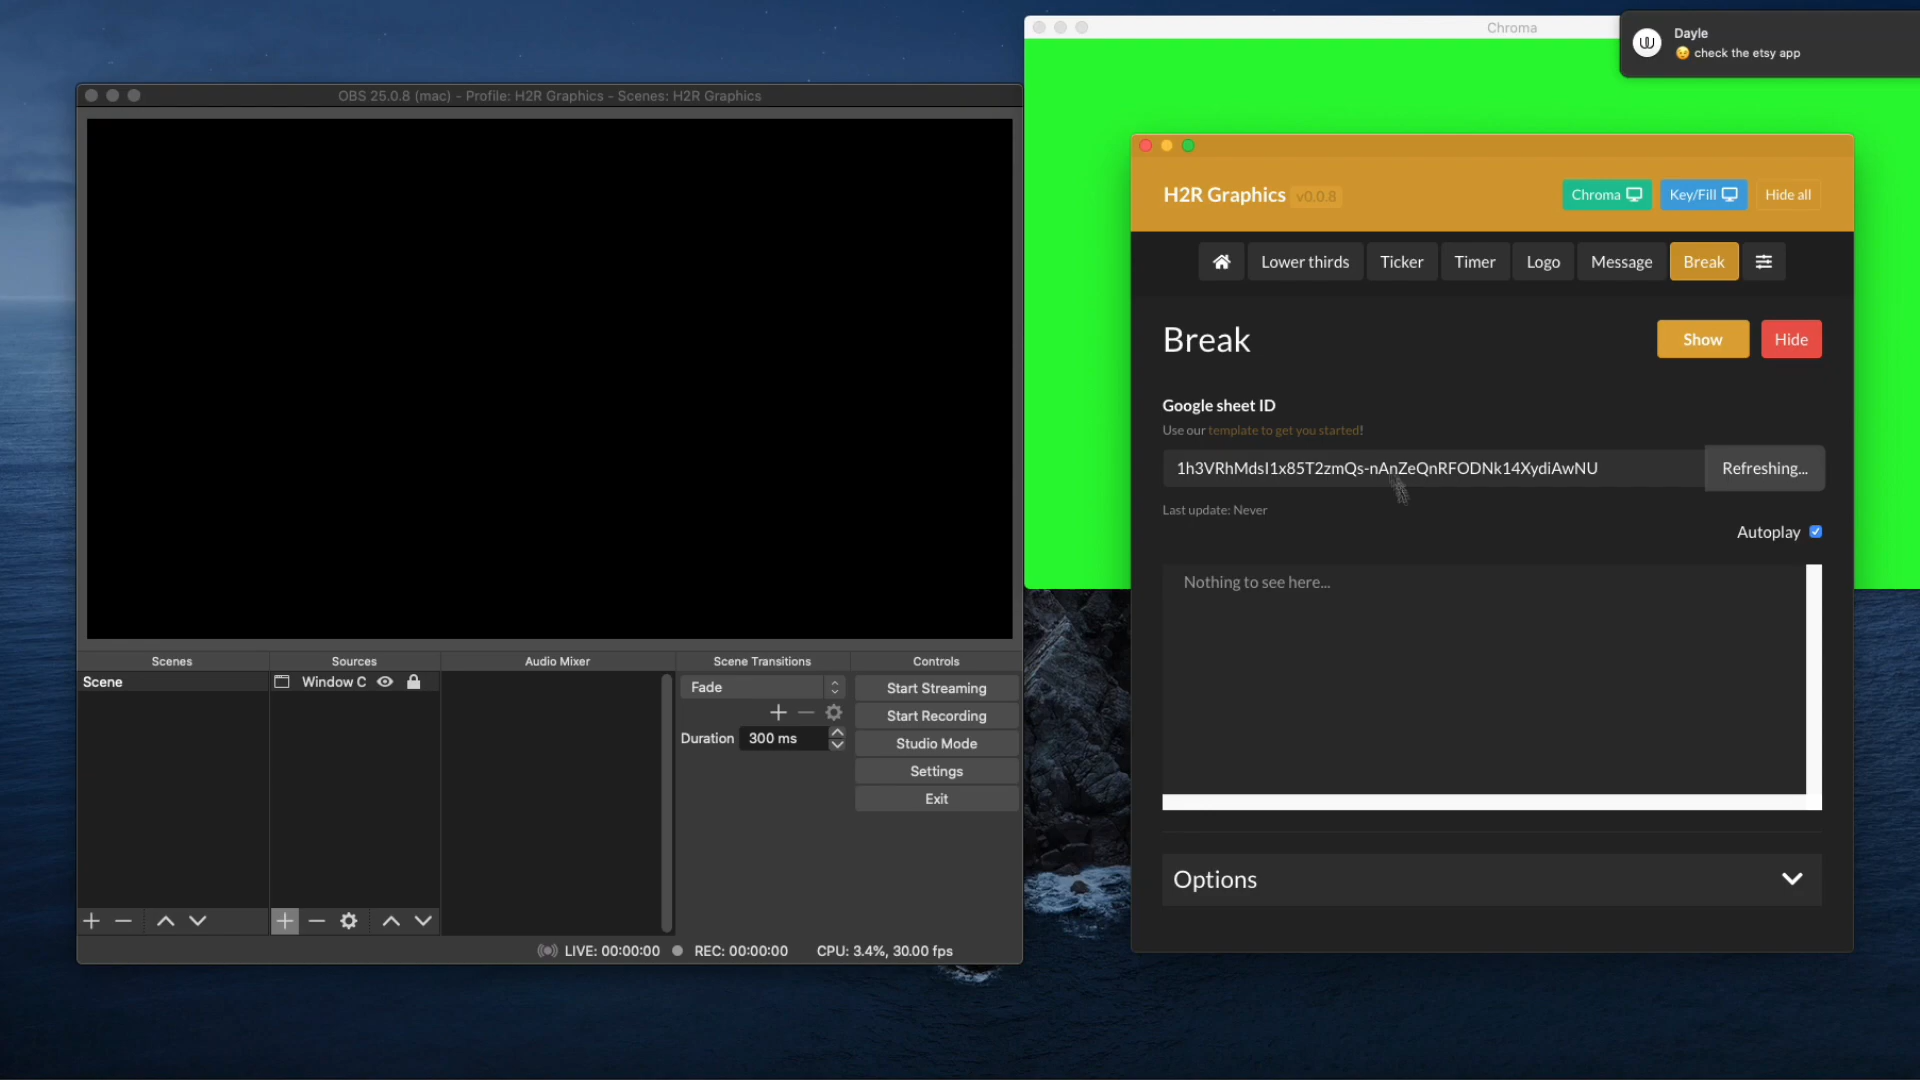 Chroma
Dayle
😉 check the etsy app
OBS 25.0.8 (mac) - Profile: H2R Graphics - Scenes: H2R Graphics
H2R Graphics v0.0.8
Chroma
Key/Fill
Hide all
Lower thirds
Ticker
Timer
Logo
Message
Break
Break
Show
Hide
Google sheet ID
Use our template to get you started!
1h3VRhMdsI1x85T2zmQs-nAnZeQnRFODNk14XydiAwNU
Refreshing...
Last update: Never
Autoplay
Nothing to see here...
Options
Scenes
Sources
Audio Mixer
Scene Transitions
Controls
Scene
Window C
Fade
Duration 300 ms
Start Streaming
Start Recording
Studio Mode
Settings
Exit
LIVE: 00:00:00
REC: 00:00:00
CPU: 3.4%, 30.00 fps